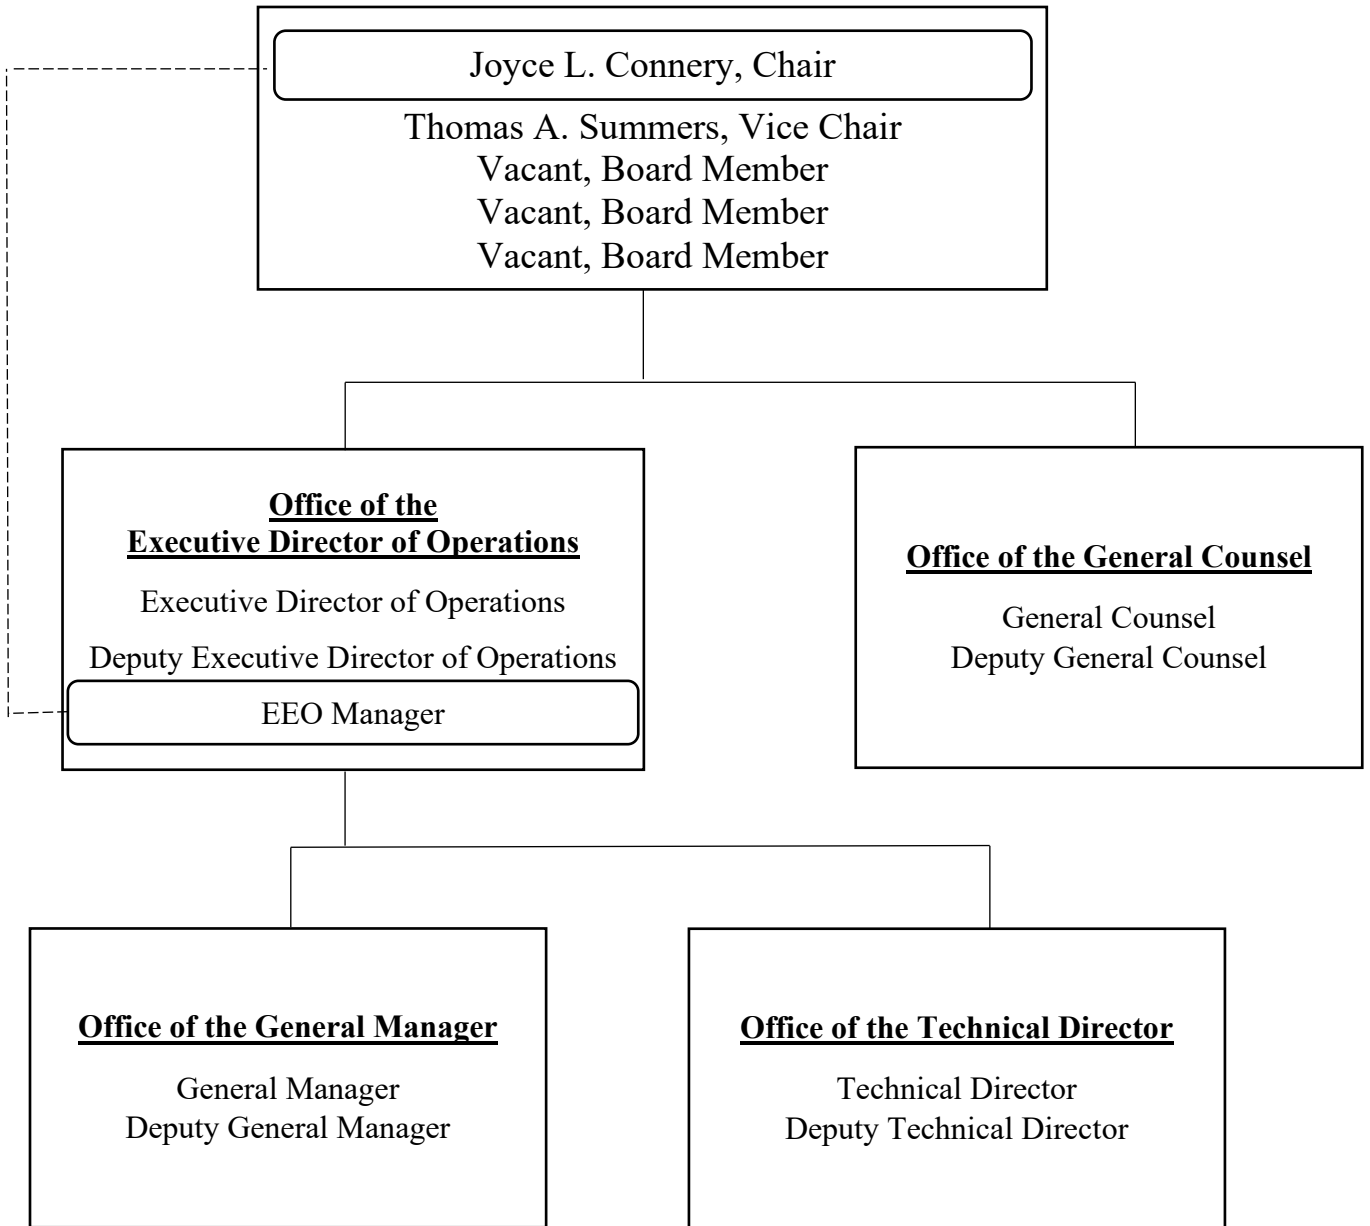 Joyce L. Connery, Chair
Thomas A. Summers, Vice Chair
Vacant, Board Member
Vacant, Board Member
Vacant, Board Member
Office of the
Executive Director of Operations
Executive Director of Operations
Deputy Executive Director of Operations
EEO Manager
Office of the General Counsel
General Counsel
Deputy General Counsel
Office of the General Manager
General Manager
Deputy General Manager
Office of the Technical Director
Technical Director
Deputy Technical Director